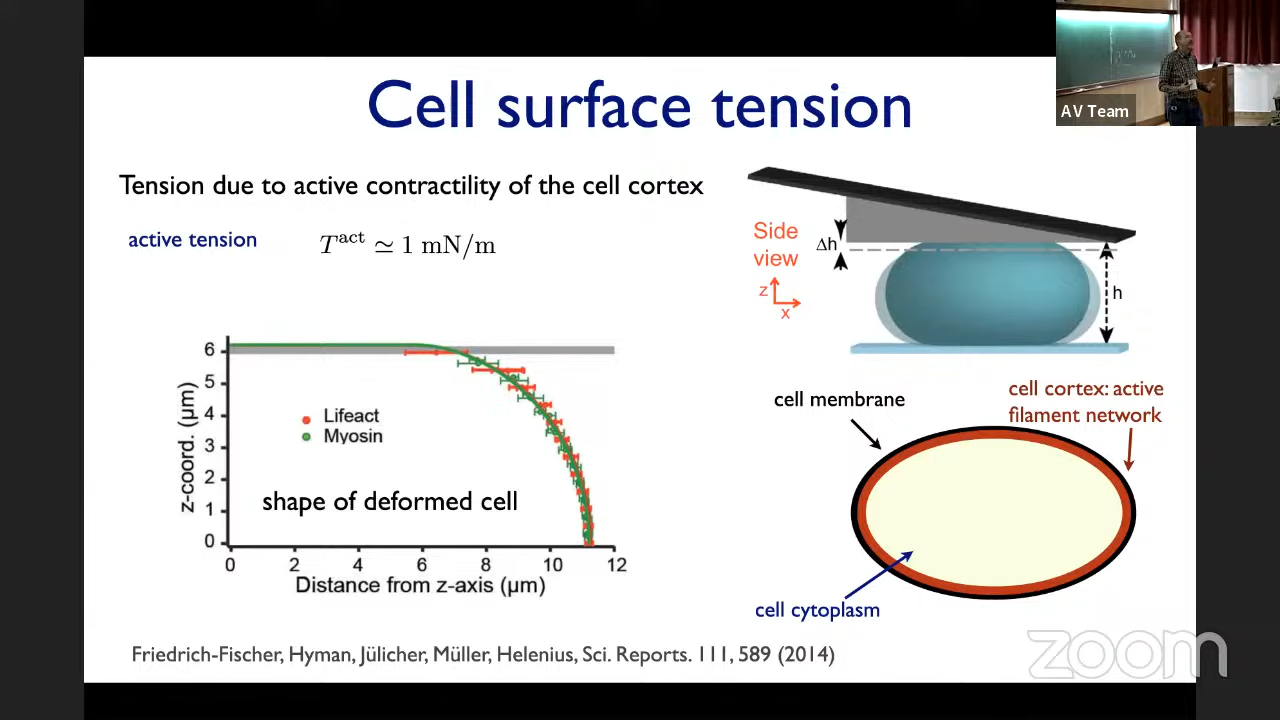 Cell surface tension
AV Team
Tension due to active contractility of the cell cortex
active tension
T^act ≃ 1 mN/m
Side
view
z
x
Δh
h
z-coord. (μm)
6
5
4
3
2
1
0
Lifeact
Myosin
shape of deformed cell
0 2 4 6 8 10 12
Distance from z-axis (μm)
cell membrane
cell cortex: active
filament network
cell cytoplasm
Friedrich-Fischer, Hyman, Jülicher, Müller, Helenius, Sci. Reports. 111, 589 (2014)
zoom